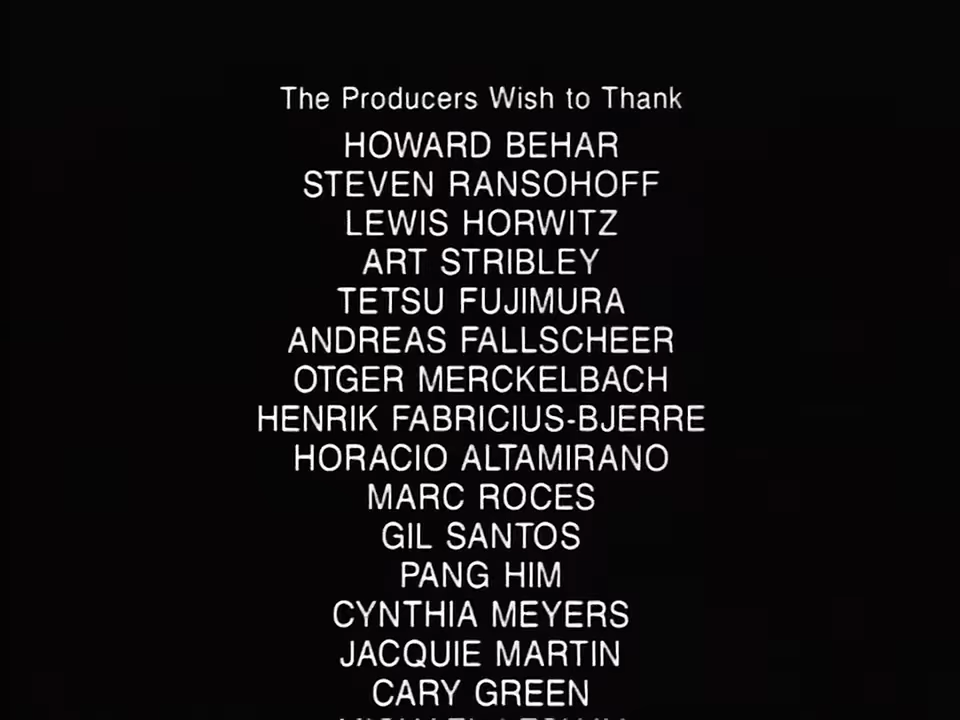 The Producers Wish to Thank
HOWARD BEHAR
STEVEN RANSOHOFF
LEWIS HORWITZ
ART STRIBLEY
TETSU FUJIMURA
ANDREAS FALLSCHEER
OTGER MERCKELBACH
HENRIK FABRICIUS-BJERRE
HORACIO ALTAMIRANO
MARC ROCES
GIL SANTOS
PANG HIM
CYNTHIA MEYERS
JACQUIE MARTIN
CARY GREEN